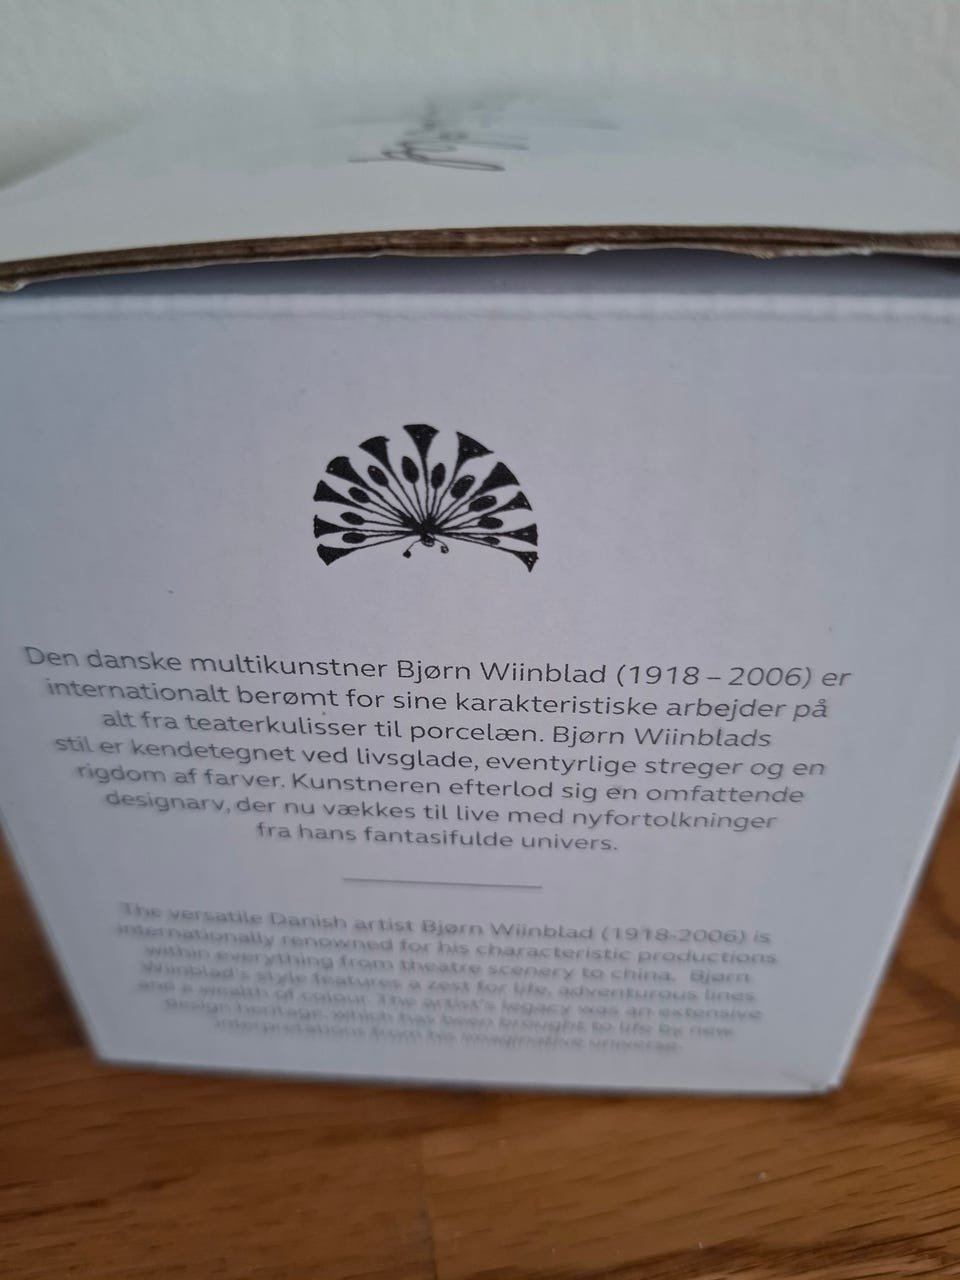 Den danske multikunstner Bjørn Wiinblad (1918 – 2006) er
internationalt berømt for sine karakteristiske arbejder på
alt fra teaterkulisser til porcelæn. Bjørn Wiinblads
stil er kendetegnet ved livsglade, eventyrlige streger og en
rigdom af farver. Kunstneren efterlod sig en omfattende
designarv, der nu vækkes til live med nyfortolkninger
fra hans fantasifulde univers.
The versatile Danish artist Bjørn Wiinblad (1918-2006) is
internationally renowned for his characteristic productions
within everything from theatre scenery to china. Bjørn
Wiinblad's style features a zest for life, adventurous lines
and a wealth of colour. The artist's legacy was an extensive
design heritage, which has been brought to life by new
interpretations from his imaginative universe.